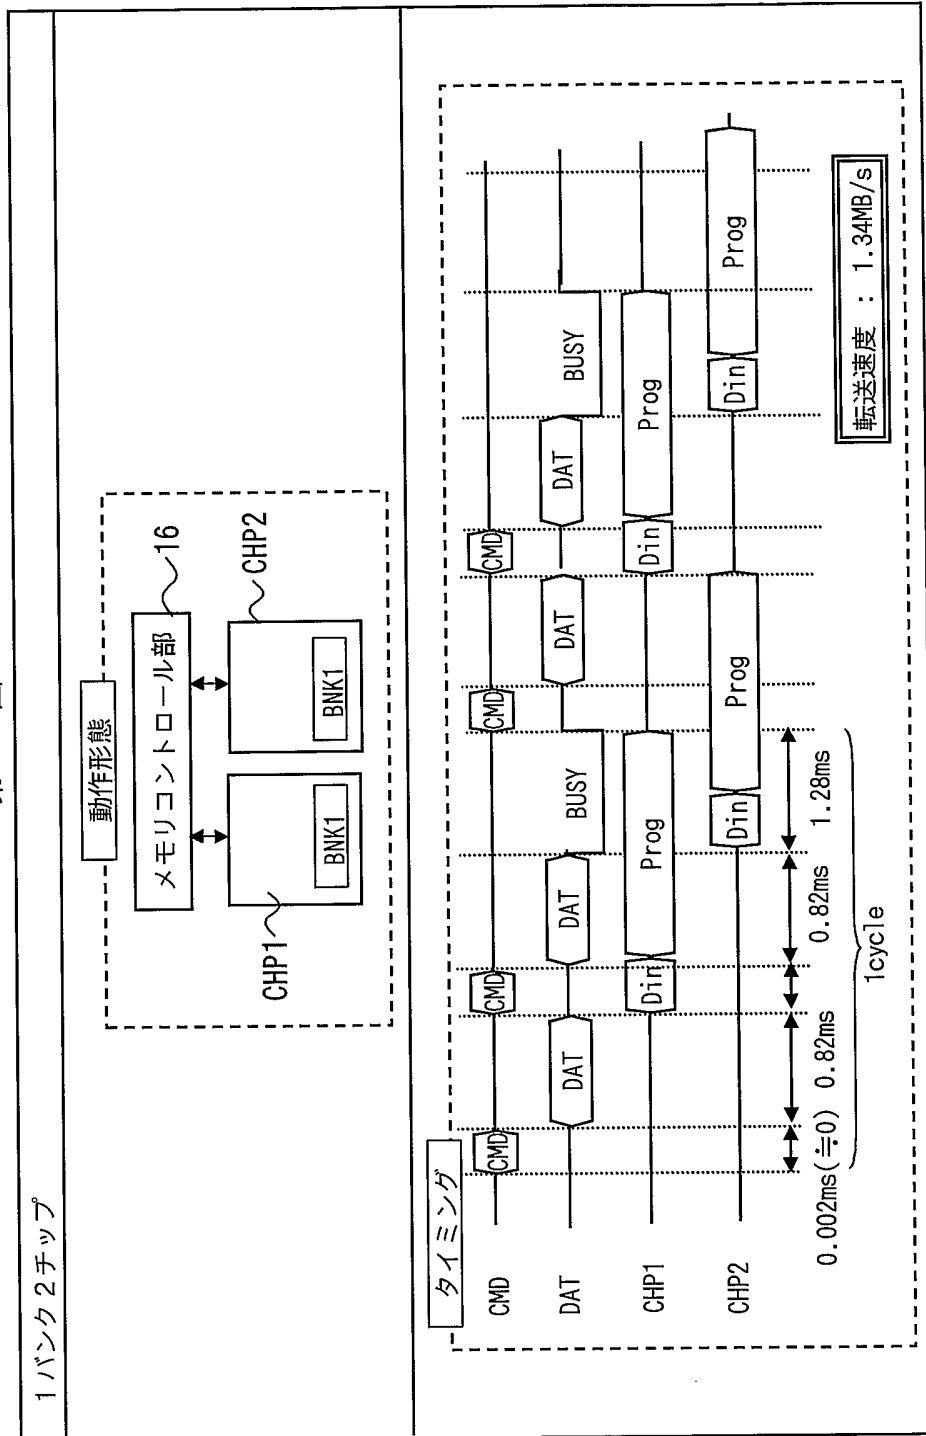 1バンク2チップ
動作形態
メモリコントロール部
16
CHP1
BNK1
CHP2
BNK1
タイミング
CMD
CMD
CMD
CMD
CMD
DAT
DAT
DAT
BUSY
DAT
DAT
BUSY
CHP1
Din
Prog
Din
Prog
CHP2
Din
Prog
Din
Prog
0.002ms(≒0)
0.82ms
0.82ms
1.28ms
1cycle
転送速度 : 1.34MB/s